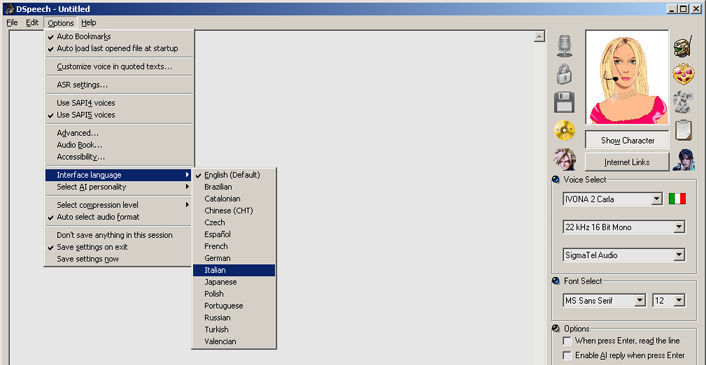 DSpeech - Untitled
File Edit Options Help
Auto Bookmarks
Auto load last opened file at startup
Customize voice in quoted texts...
ASR settings...
Use SAPI4 voices
Use SAPI5 voices
Advanced...
Audio Book...
Accessibility...
Interface language
Select AI personality
Select compression level
Auto select audio format
Don't save anything in this session
Save settings on exit
Save settings now
English (Default)
Brazilian
Catalonian
Chinese (CHT)
Czech
Español
French
German
Italian
Japanese
Polish
Portuguese
Russian
Turkish
Valencian
Show Character
Internet Links
Voice Select
IVONA 2 Carla
22 kHz 16 Bit Mono
SigmaTel Audio
Font Select
MS Sans Serif 12
Options
When press Enter, read the line
Enable AI reply when press Enter